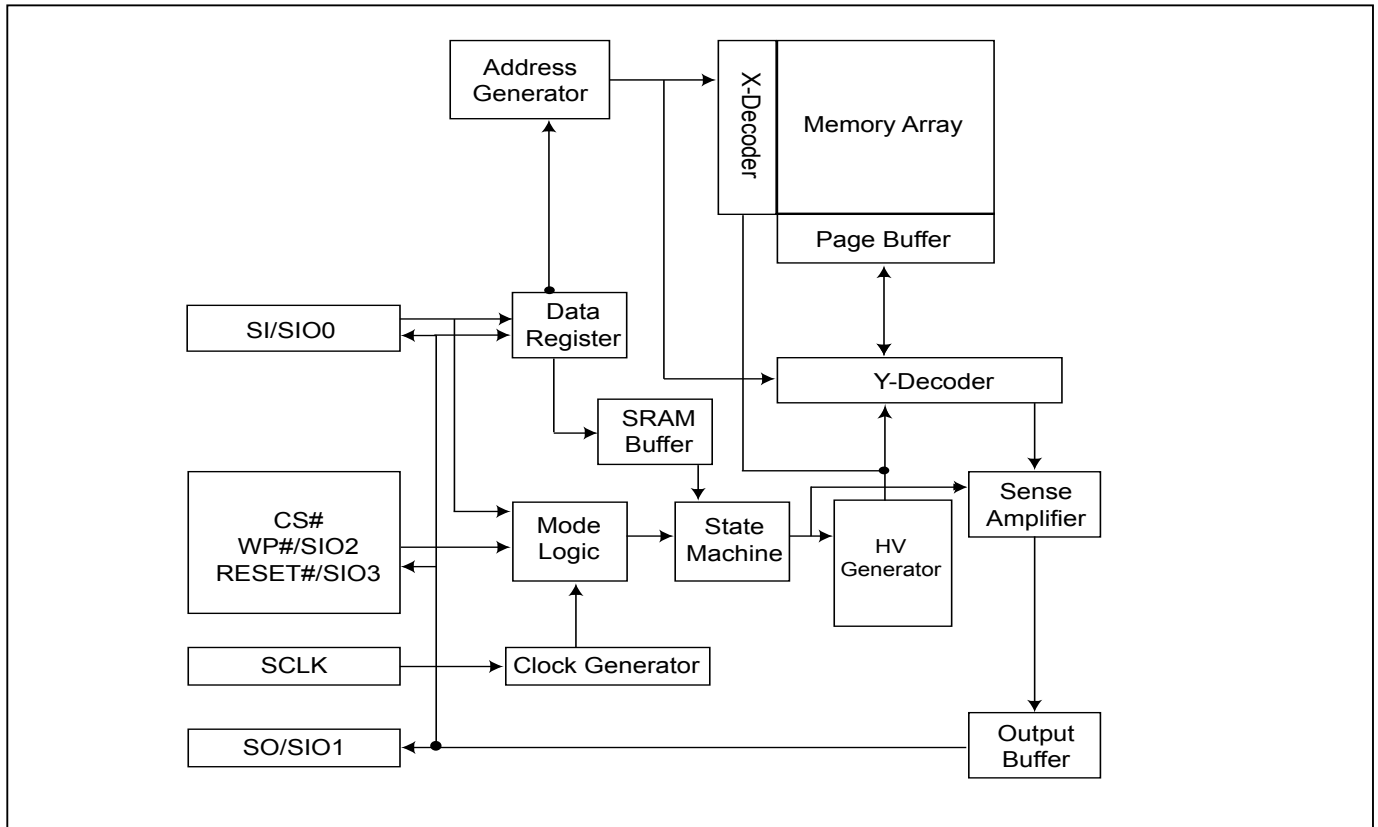 Address
Generator
X-Decoder
Memory Array
Page Buffer
SI/SIO0
Data
Register
Y-Decoder
SRAM
Buffer
CS#
WP#/SIO2
RESET#/SIO3
Mode
Logic
State
Machine
HV
Generator
Sense
Amplifier
SCLK
Clock Generator
SO/SIO1
Output
Buffer